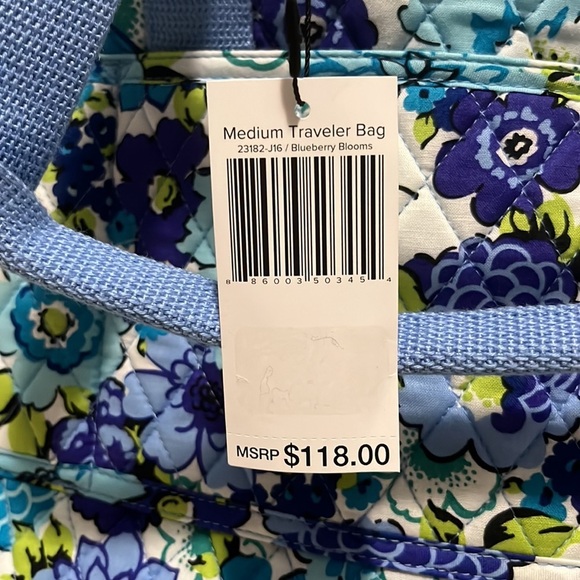 Medium Traveler Bag
23182-J16 / Blueberry Blooms
8 86003 50345 4
MSRP $118.00